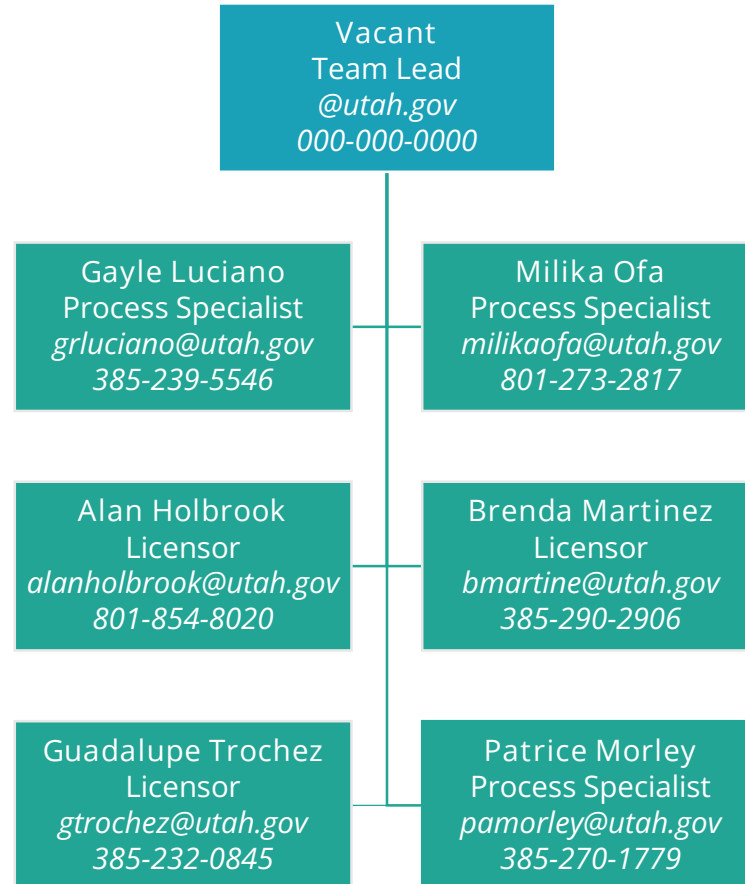 Vacant
Team Lead
@utah.gov
000-000-0000
Gayle Luciano
Process Specialist
grluciano@utah.gov
385-239-5546
Milika Ofa
Process Specialist
milikaofa@utah.gov
801-273-2817
Alan Holbrook
Licensor
alanholbrook@utah.gov
801-854-8020
Brenda Martinez
Licensor
bmartine@utah.gov
385-290-2906
Guadalupe Trochez
Licensor
gtrochez@utah.gov
385-232-0845
Patrice Morley
Process Specialist
pamorley@utah.gov
385-270-1779